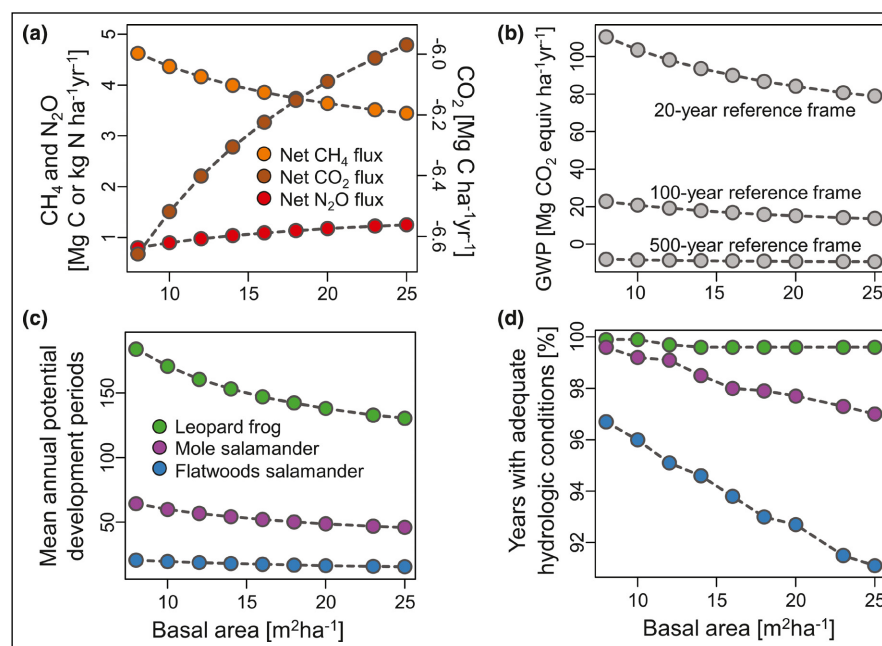 (a)
CH4 and N2O
[Mg C or kg N ha-1yr-1]
5
4
3
2
1
Net CH4 flux
Net CO2 flux
Net N2O flux
-6.0
-6.2
-6.4
-6.6
CO2 [Mg C ha-1yr-1]
10
15
20
25
(b)
GWP [Mg CO2 equiv ha-1yr-1]
100
80
60
40
20
0
20-year reference frame
100-year reference frame
500-year reference frame
10
15
20
25
(c)
Mean annual potential
development periods
150
100
50
Leopard frog
Mole salamander
Flatwoods salamander
10
15
20
25
Basal area [m2ha-1]
(d)
Years with adequate
hydrologic conditions [%]
100
98
96
94
92
10
15
20
25
Basal area [m2ha-1]